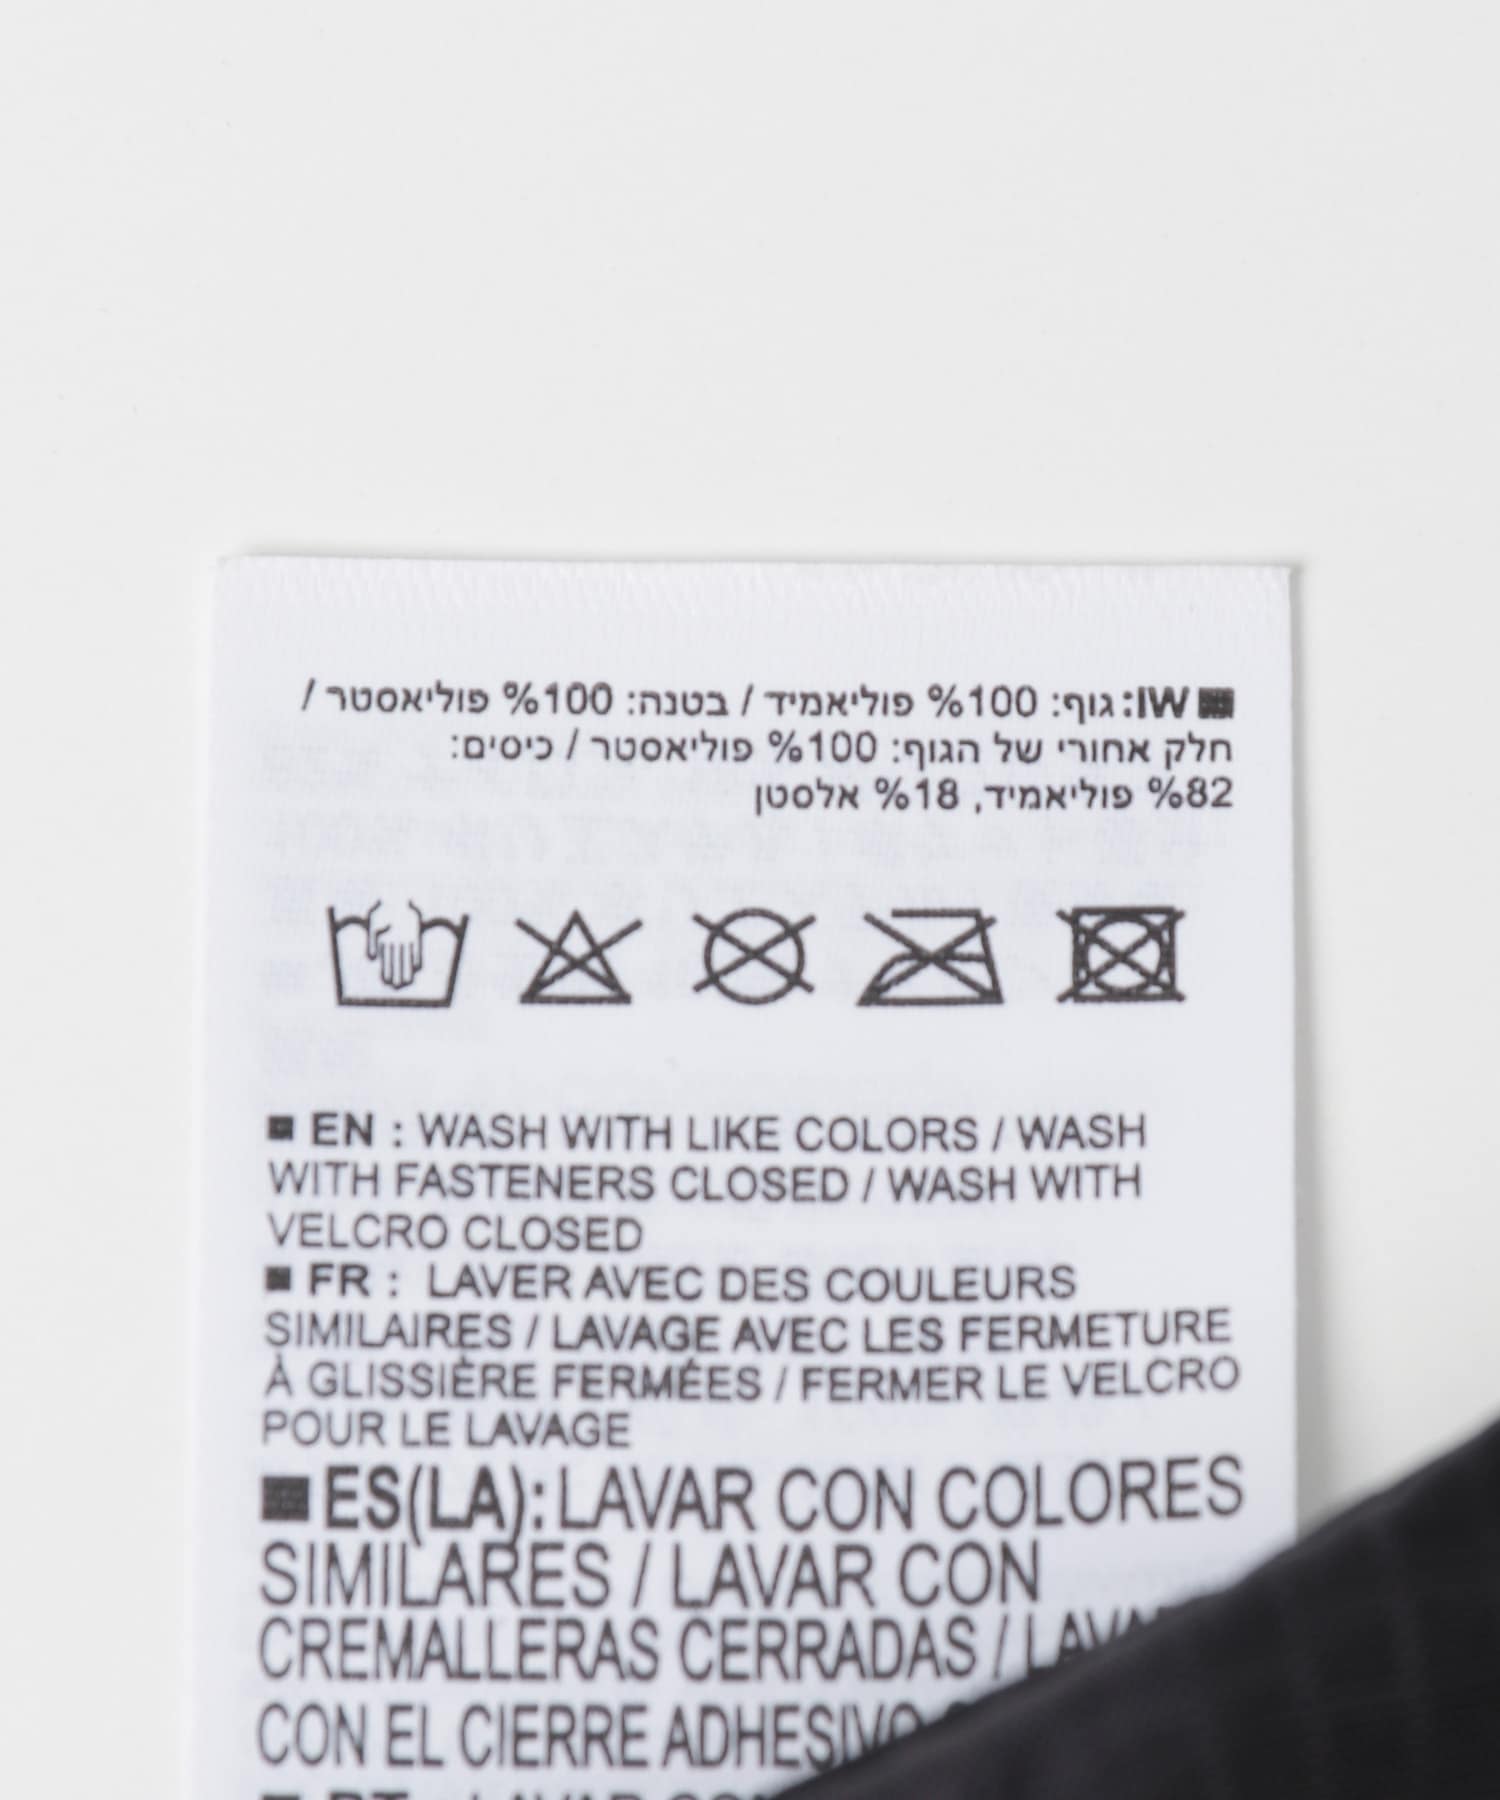 ■ IW: גוף: 100% פוליאמיד / בטנה: 100% פוליאסטר /
חלק אחורי של הגוף: 100% פוליאסטר / כיסים:
82% פוליאמיד, 18% אלסטן
■ EN : WASH WITH LIKE COLORS / WASH
WITH FASTENERS CLOSED / WASH WITH
VELCRO CLOSED
■ FR : LAVER AVEC DES COULEURS
SIMILAIRES / LAVAGE AVEC LES FERMETURE
À GLISSIÈRE FERMÉES / FERMER LE VELCRO
POUR LE LAVAGE
■ ES(LA): LAVAR CON COLORES
SIMILARES / LAVAR CON
CREMALLERAS CERRADAS /
CON EL CIERRE ADHESIVO